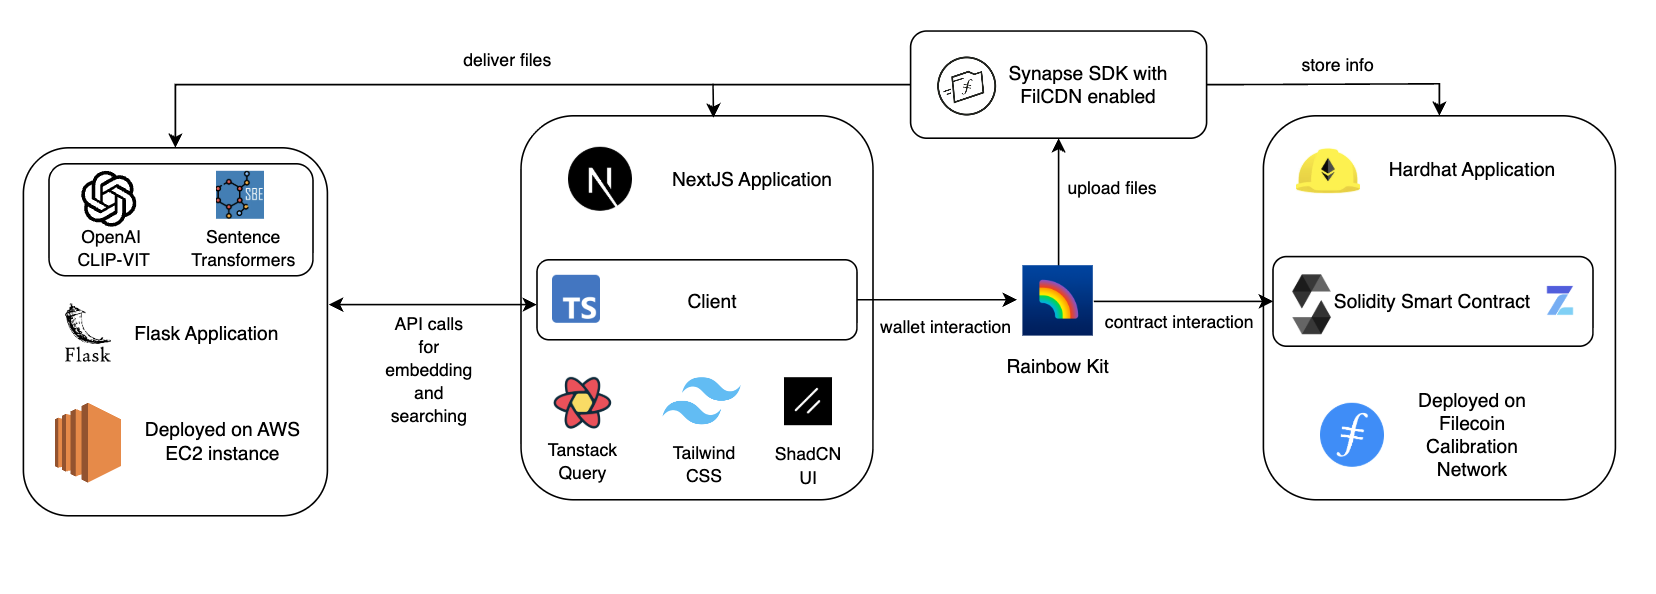 deliver files
Synapse SDK with
FilCDN enabled
store info
OpenAI
CLIP-VIT
SBE
Sentence
Transformers
Flask
Flask Application
Deployed on AWS
EC2 instance
API calls
for
embedding
and
searching
N
NextJS Application
TS
Client
Tanstack
Query
Tailwind
CSS
ShadCN
UI
wallet interaction
upload files
Rainbow Kit
contract interaction
Hardhat Application
Solidity Smart Contract
Deployed on
Filecoin
Calibration
Network